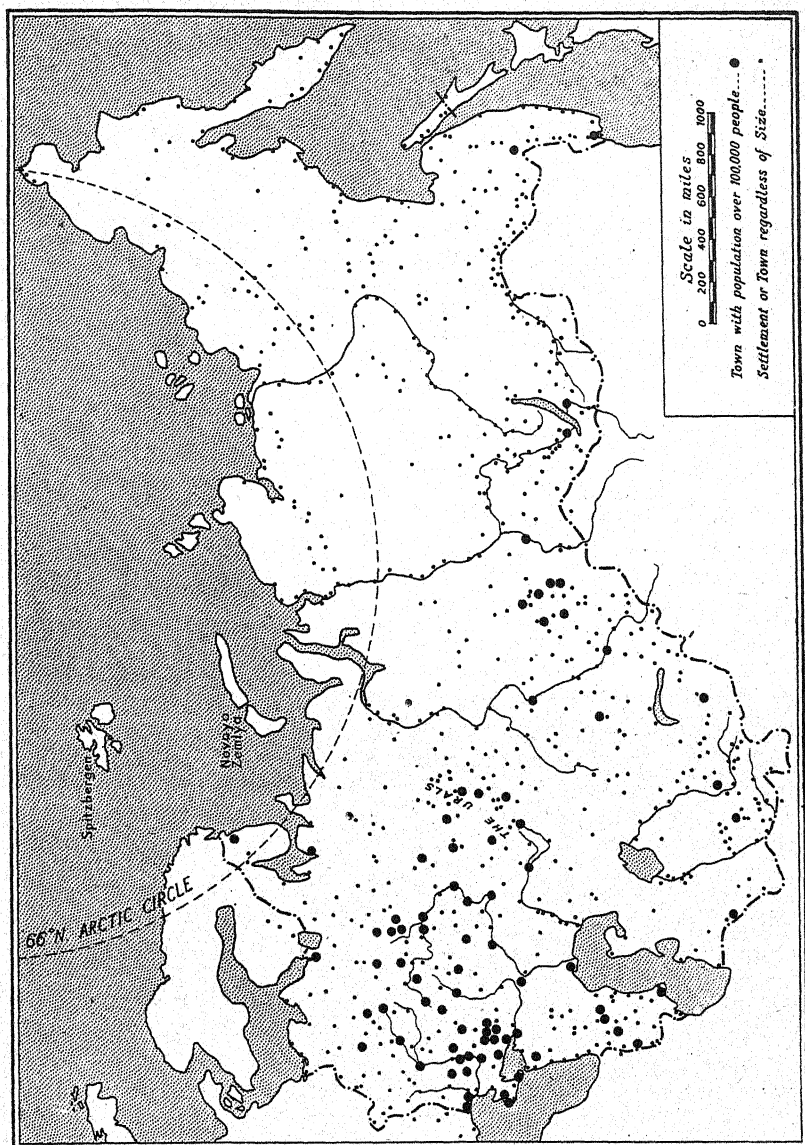 Scale in miles
0 200 400 600 800 1000
Town with population over 100,000 people...
Settlement or Town regardless of Size......
Spitzbergen
Novaya
Zemlya
THE URALS
66°N ARCTIC CIRCLE